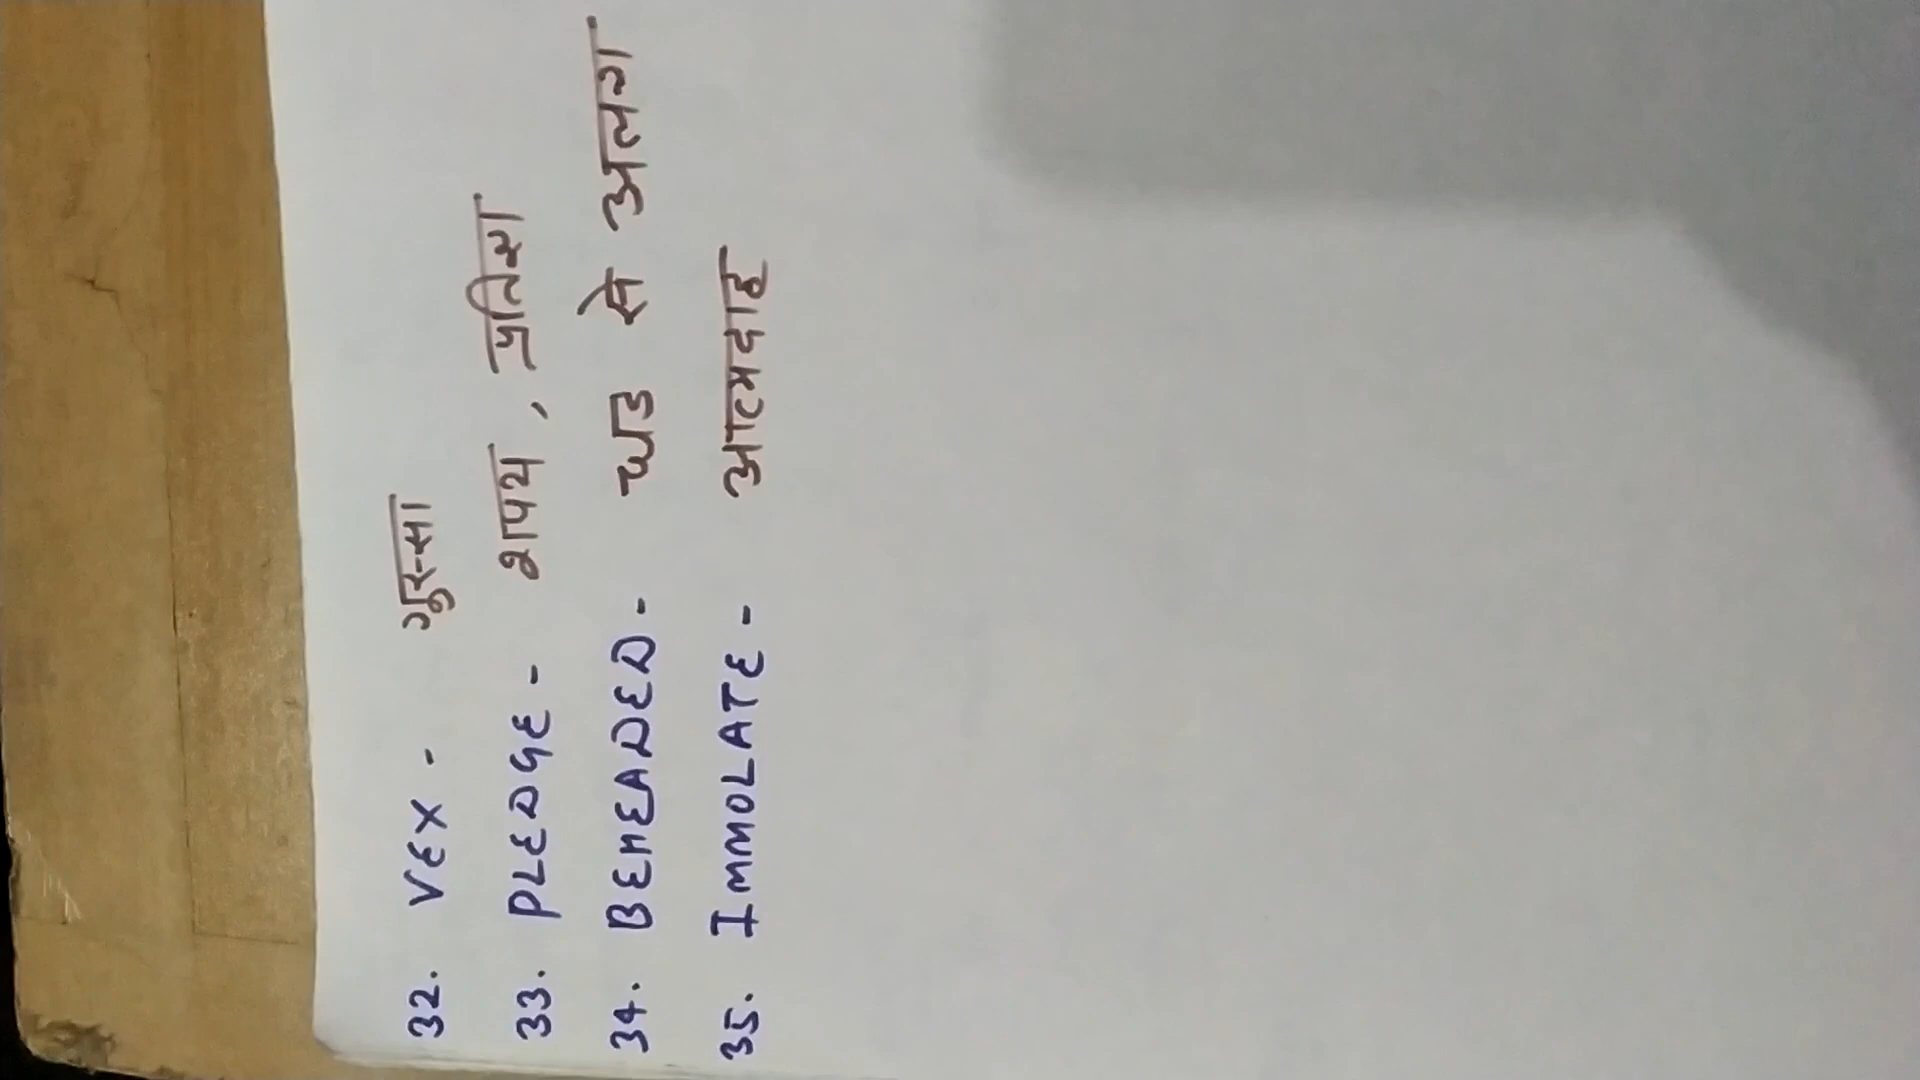 32. VEX - गुस्सा
33. PLEDGE - शपथ, प्रतिज्ञा
34. BEHEADED - धड से अलग
35. IMMOLATE - आत्मदाह